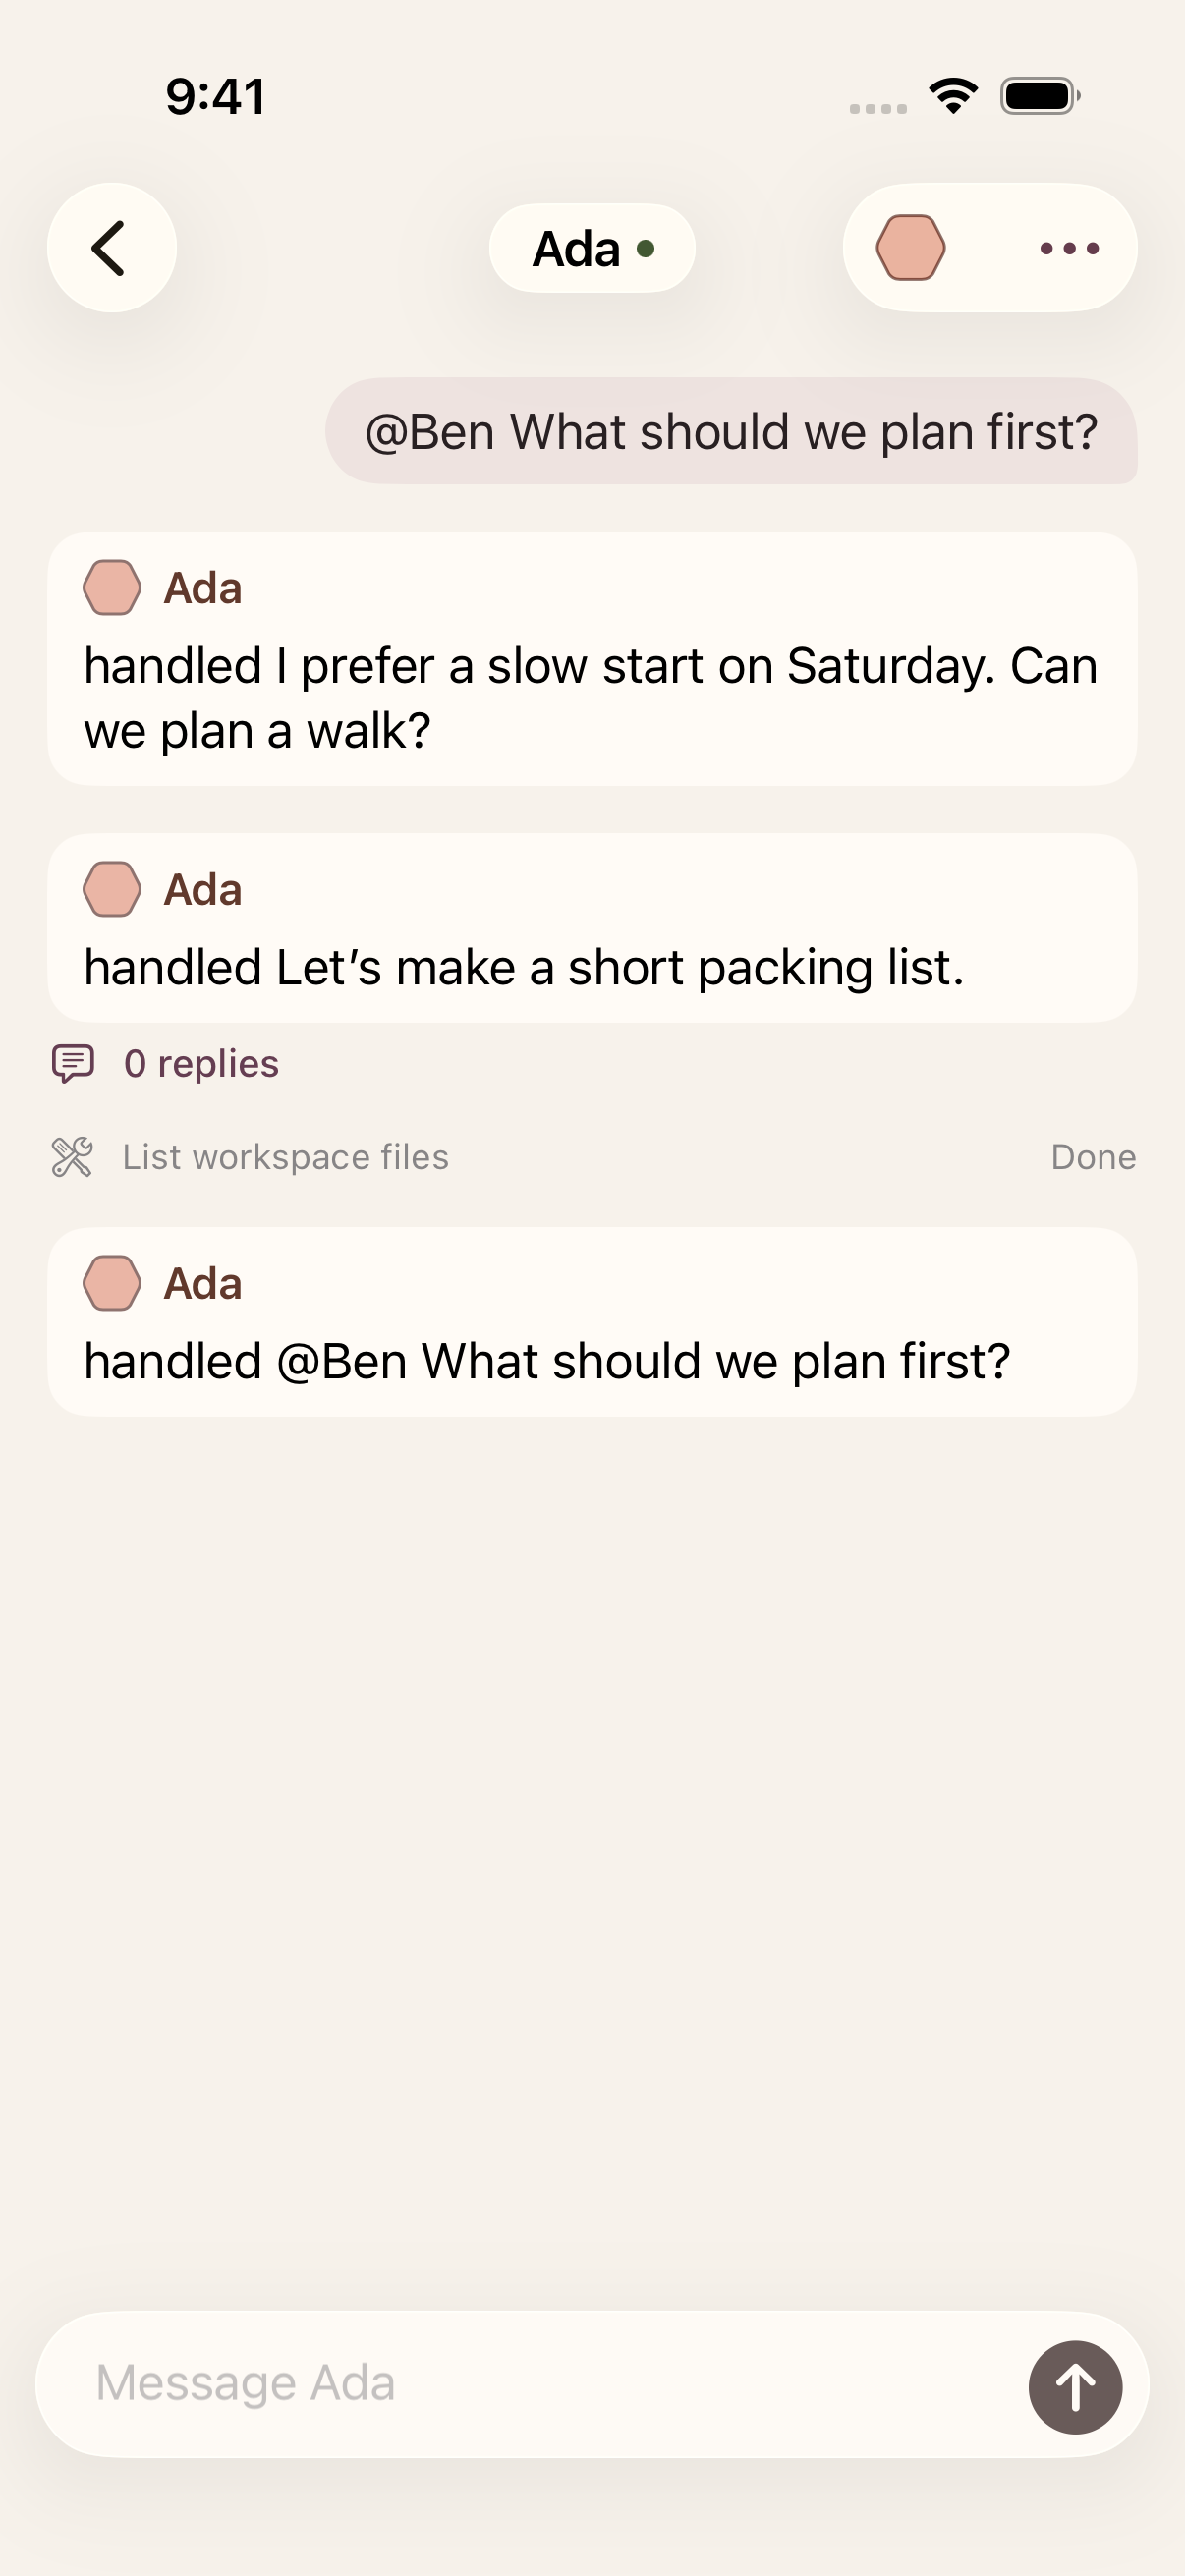 9:41
Ada
@Ben What should we plan first?
Ada
handled I prefer a slow start on Saturday. Can
we plan a walk?
Ada
handled Let’s make a short packing list.
0 replies
List workspace files Done
Ada
handled @Ben What should we plan first?
Message Ada